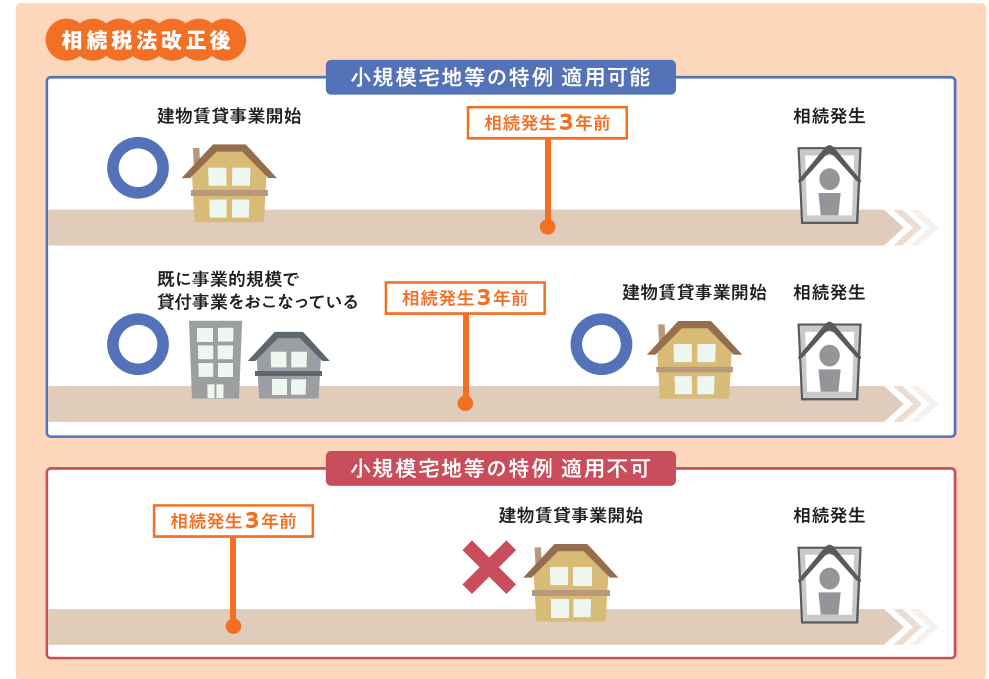 相続税法改正後
小規模宅地等の特例 適用可能
建物賃貸事業開始
相続発生3年前
相続発生
既に事業的規模で
貸付事業をおこなっている
相続発生3年前
建物賃貸事業開始
相続発生
小規模宅地等の特例 適用不可
相続発生3年前
建物賃貸事業開始
相続発生